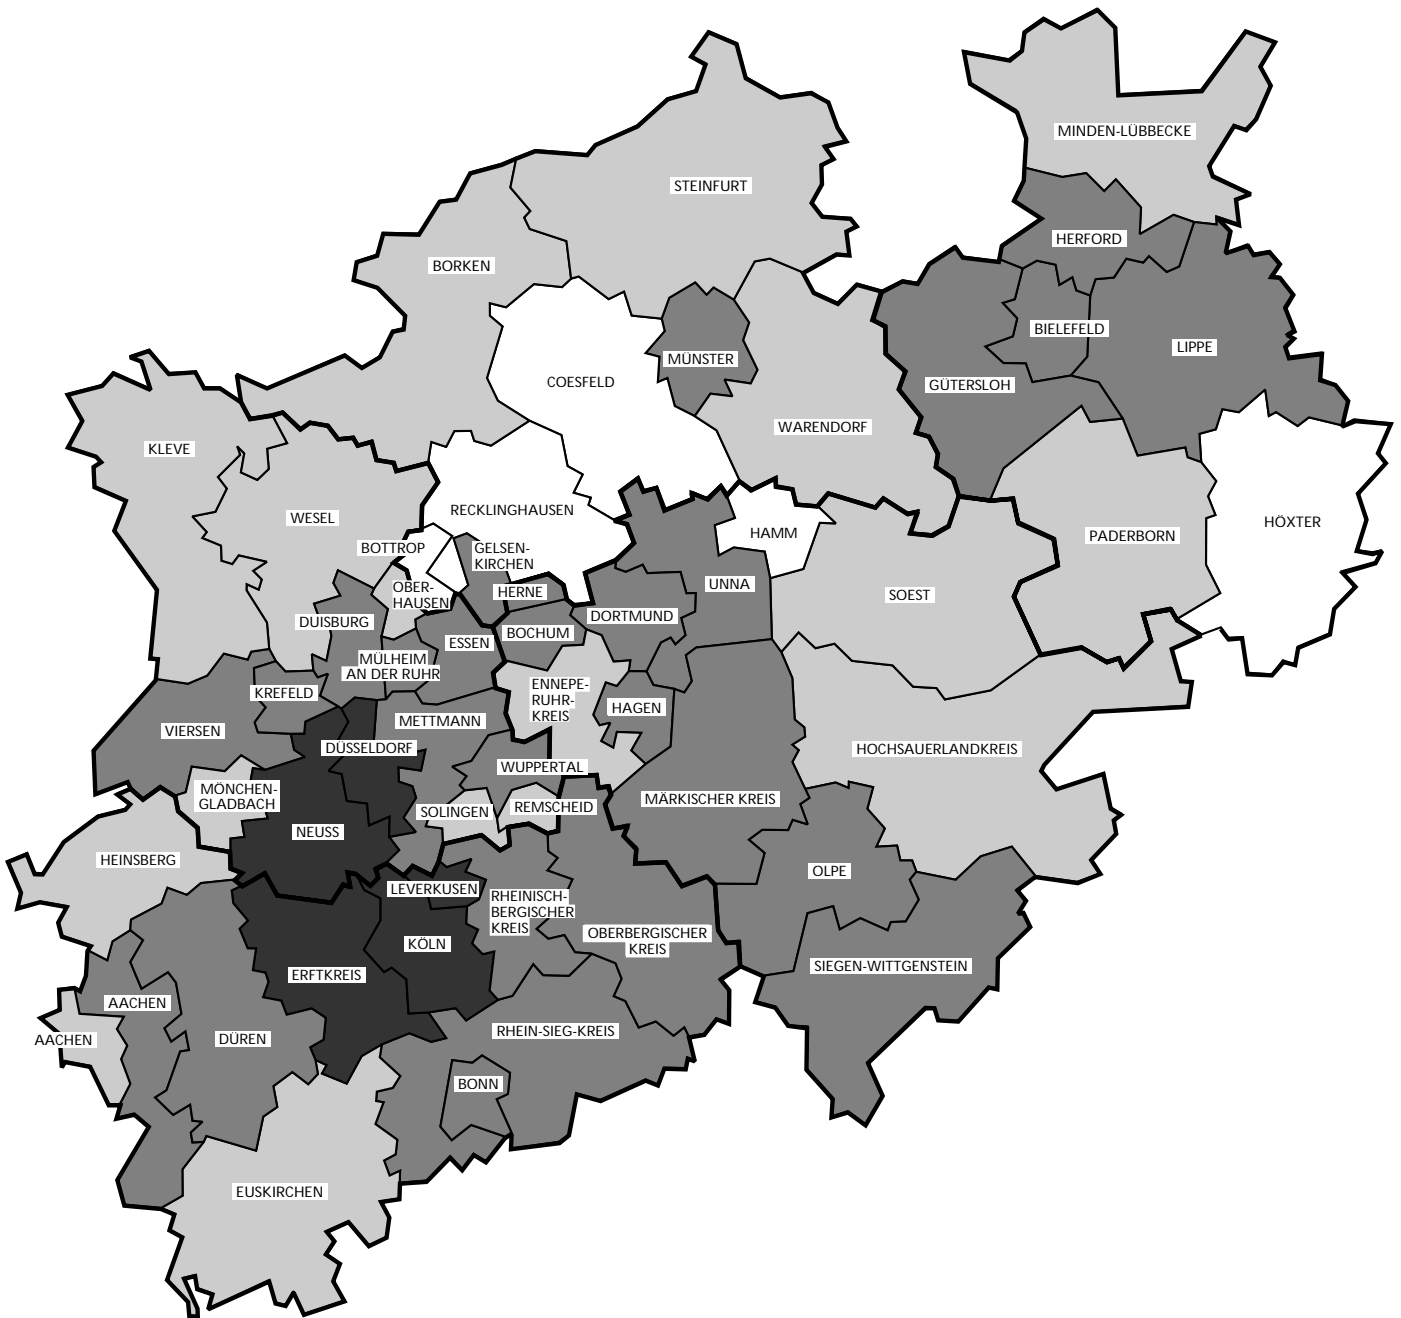 MINDEN-LÜBBECKE
STEINFURT
HERFORD
BORKEN
BIELEFELD
LIPPE
MÜNSTER
COESFELD
GÜTERSLOH
WARENDORF
KLEVE
RECKLINGHAUSEN
WESEL
HÖXTER
HAMM
PADERBORN
BOTTROP
GELSEN-
KIRCHEN
UNNA
OBER-
HAUSEN
HERNE
SOEST
DORTMUND
DUISBURG
BOCHUM
ESSEN
MÜLHEIM
AN DER RUHR
KREFELD
ENNEPE-
RUHR-
KREIS
HAGEN
METTMANN
VIERSEN
DÜSSELDORF
HOCHSAUERLANDKREIS
WUPPERTAL
MÖNCHEN-
GLADBACH
MÄRKISCHER KREIS
REMSCHEID
SOLINGEN
NEUSS
HEINSBERG
OLPE
LEVERKUSEN
RHEINISCH-
BERGISCHER
KREIS
OBERBERGISCHER
KREIS
KÖLN
SIEGEN-WITTGENSTEIN
ERFTKREIS
AACHEN
RHEIN-SIEG-KREIS
DÜREN
AACHEN
BONN
EUSKIRCHEN